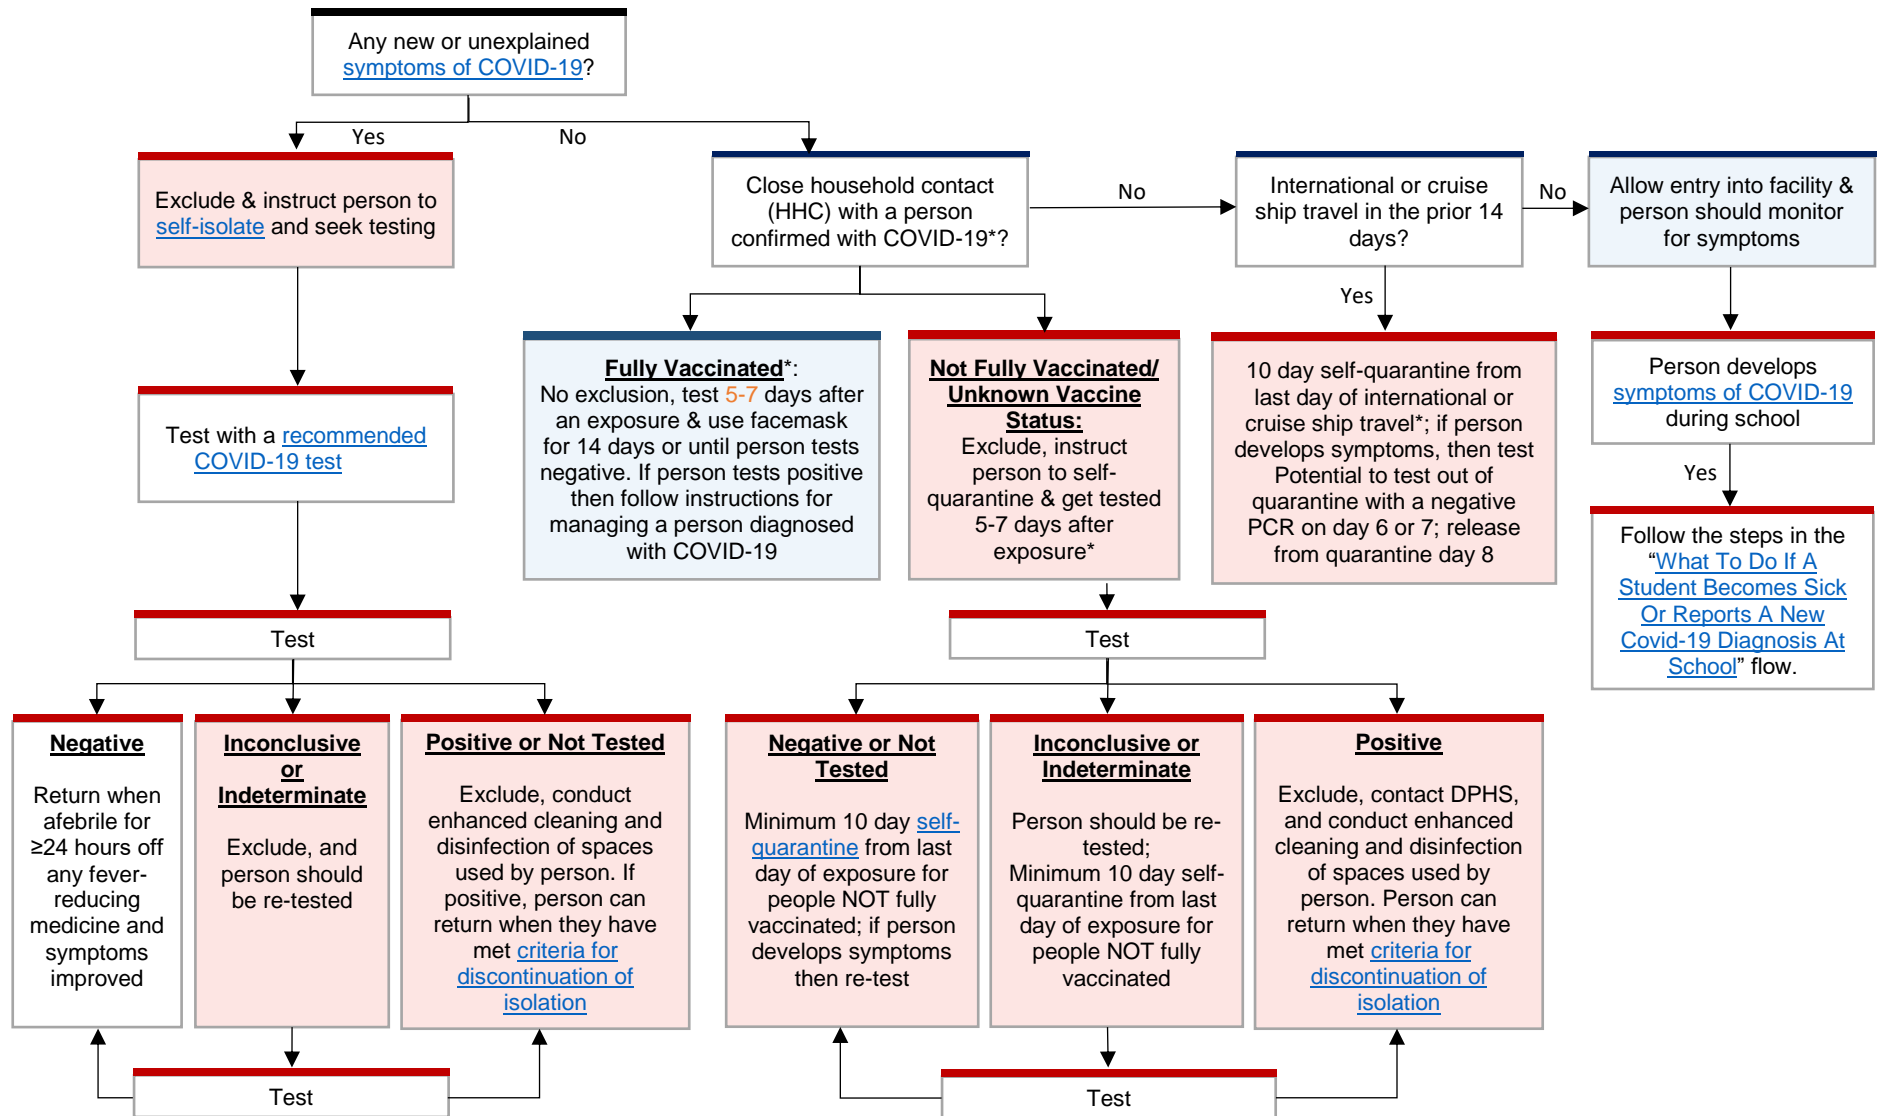 Any new or unexplained
symptoms of COVID-19?
Yes
No
Exclude & instruct person to
self-isolate and seek testing
Close household contact
(HHC) with a person
confirmed with COVID-19*?
No
International or cruise
ship travel in the prior 14
days?
No
Allow entry into facility &
person should monitor
for symptoms
Yes
Test with a recommended
COVID-19 test
Fully Vaccinated*:
No exclusion, test 5-7 days after
an exposure & use facemask
for 14 days or until person tests
negative. If person tests positive
then follow instructions for
managing a person diagnosed
with COVID-19
Not Fully Vaccinated/
Unknown Vaccine
Status:
Exclude, instruct
person to self-
quarantine & get tested
5-7 days after
exposure*
10 day self-quarantine from
last day of international or
cruise ship travel*; if person
develops symptoms, then test
Potential to test out of
quarantine with a negative
PCR on day 6 or 7; release
from quarantine day 8
Person develops
symptoms of COVID-19
during school
Yes
Follow the steps in the
“What To Do If A
Student Becomes Sick
Or Reports A New
Covid-19 Diagnosis At
School” flow.
Test
Test
Negative
Return when
afebrile for
≥24 hours off
any fever-
reducing
medicine and
symptoms
improved
Inconclusive
or
Indeterminate
Exclude, and
person should
be re-tested
Positive or Not Tested
Exclude, conduct
enhanced cleaning and
disinfection of spaces
used by person. If
positive, person can
return when they have
met criteria for
discontinuation of
isolation
Negative or Not
Tested
Minimum 10 day self-
quarantine from last
day of exposure for
people NOT fully
vaccinated; if person
develops symptoms
then re-test
Inconclusive or
Indeterminate
Person should be re-
tested;
Minimum 10 day self-
quarantine from last
day of exposure for
people NOT fully
vaccinated
Positive
Exclude, contact DPHS,
and conduct enhanced
cleaning and disinfection
of spaces used by
person. Person can
return when they have
met criteria for
discontinuation of
isolation
Test
Test